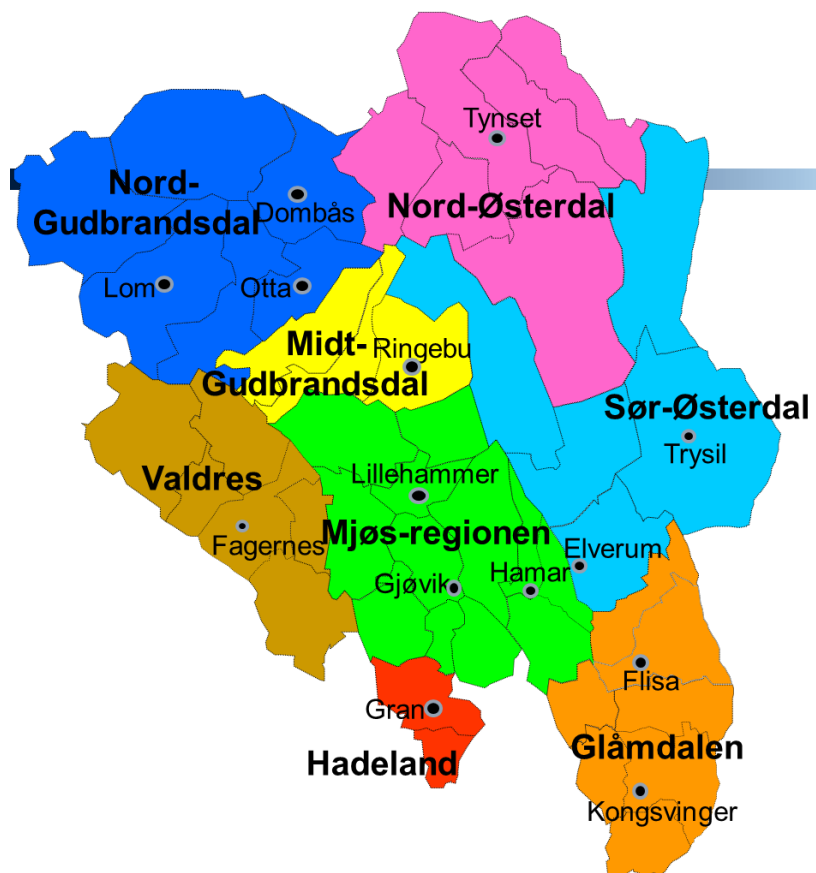 Tynset
Nord-
Gudbrandsdal
Dombås
Nord-Østerdal
Lom
Otta
Midt-
Gudbrandsdal
Ringebu
Sør-Østerdal
Trysil
Valdres
Lillehammer
Fagernes
Mjøs-regionen
Elverum
Gjøvik
Hamar
Flisa
Gran
Hadeland
Glåmdalen
Kongsvinger